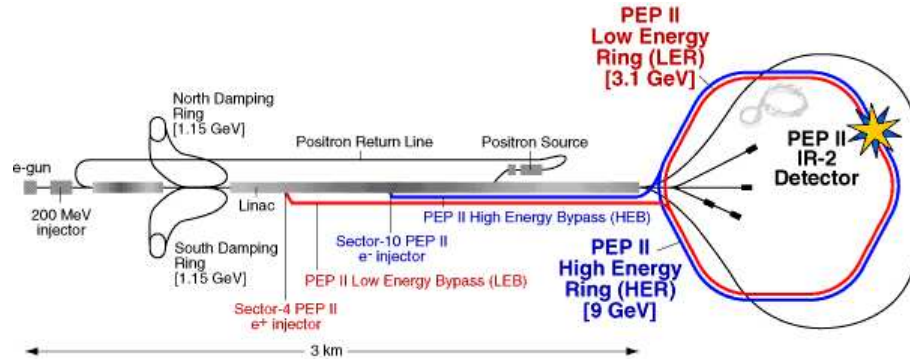 PEP II
Low Energy
Ring (LER)
[3.1 GeV]
North Damping
Ring
[1.15 GeV]
Positron Return Line
Positron Source
e-gun
PEP II
IR-2
Detector
Linac
200 MeV
injector
PEP II High Energy Bypass (HEB)
South Damping
Ring
[1.15 GeV]
Sector-10 PEP II
e- injector
PEP II Low Energy Bypass (LEB)
Sector-4 PEP II
e+ injector
PEP II
High Energy
Ring (HER)
[9 GeV]
3 km